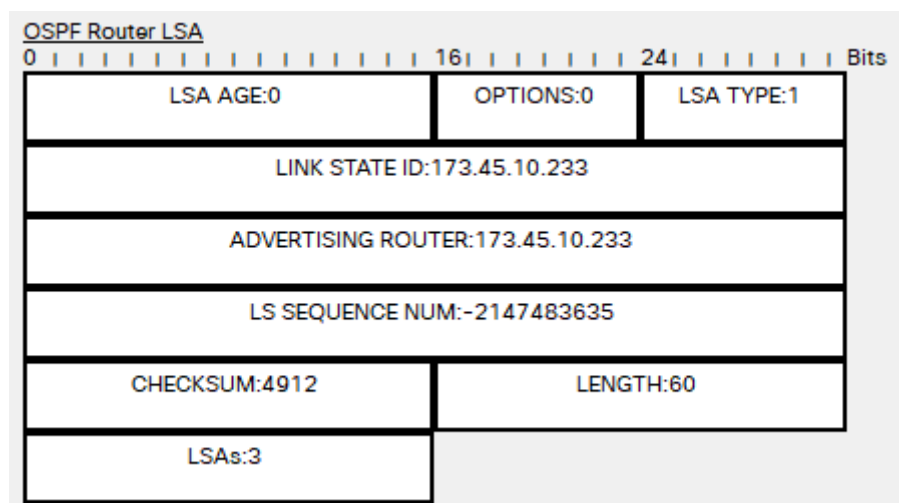 OSPF Router LSA
0 16 24 Bits
LSA AGE:0 OPTIONS:0 LSA TYPE:1
LINK STATE ID:173.45.10.233
ADVERTISING ROUTER:173.45.10.233
LS SEQUENCE NUM:-2147483635
CHECKSUM:4912 LENGTH:60
LSAs:3